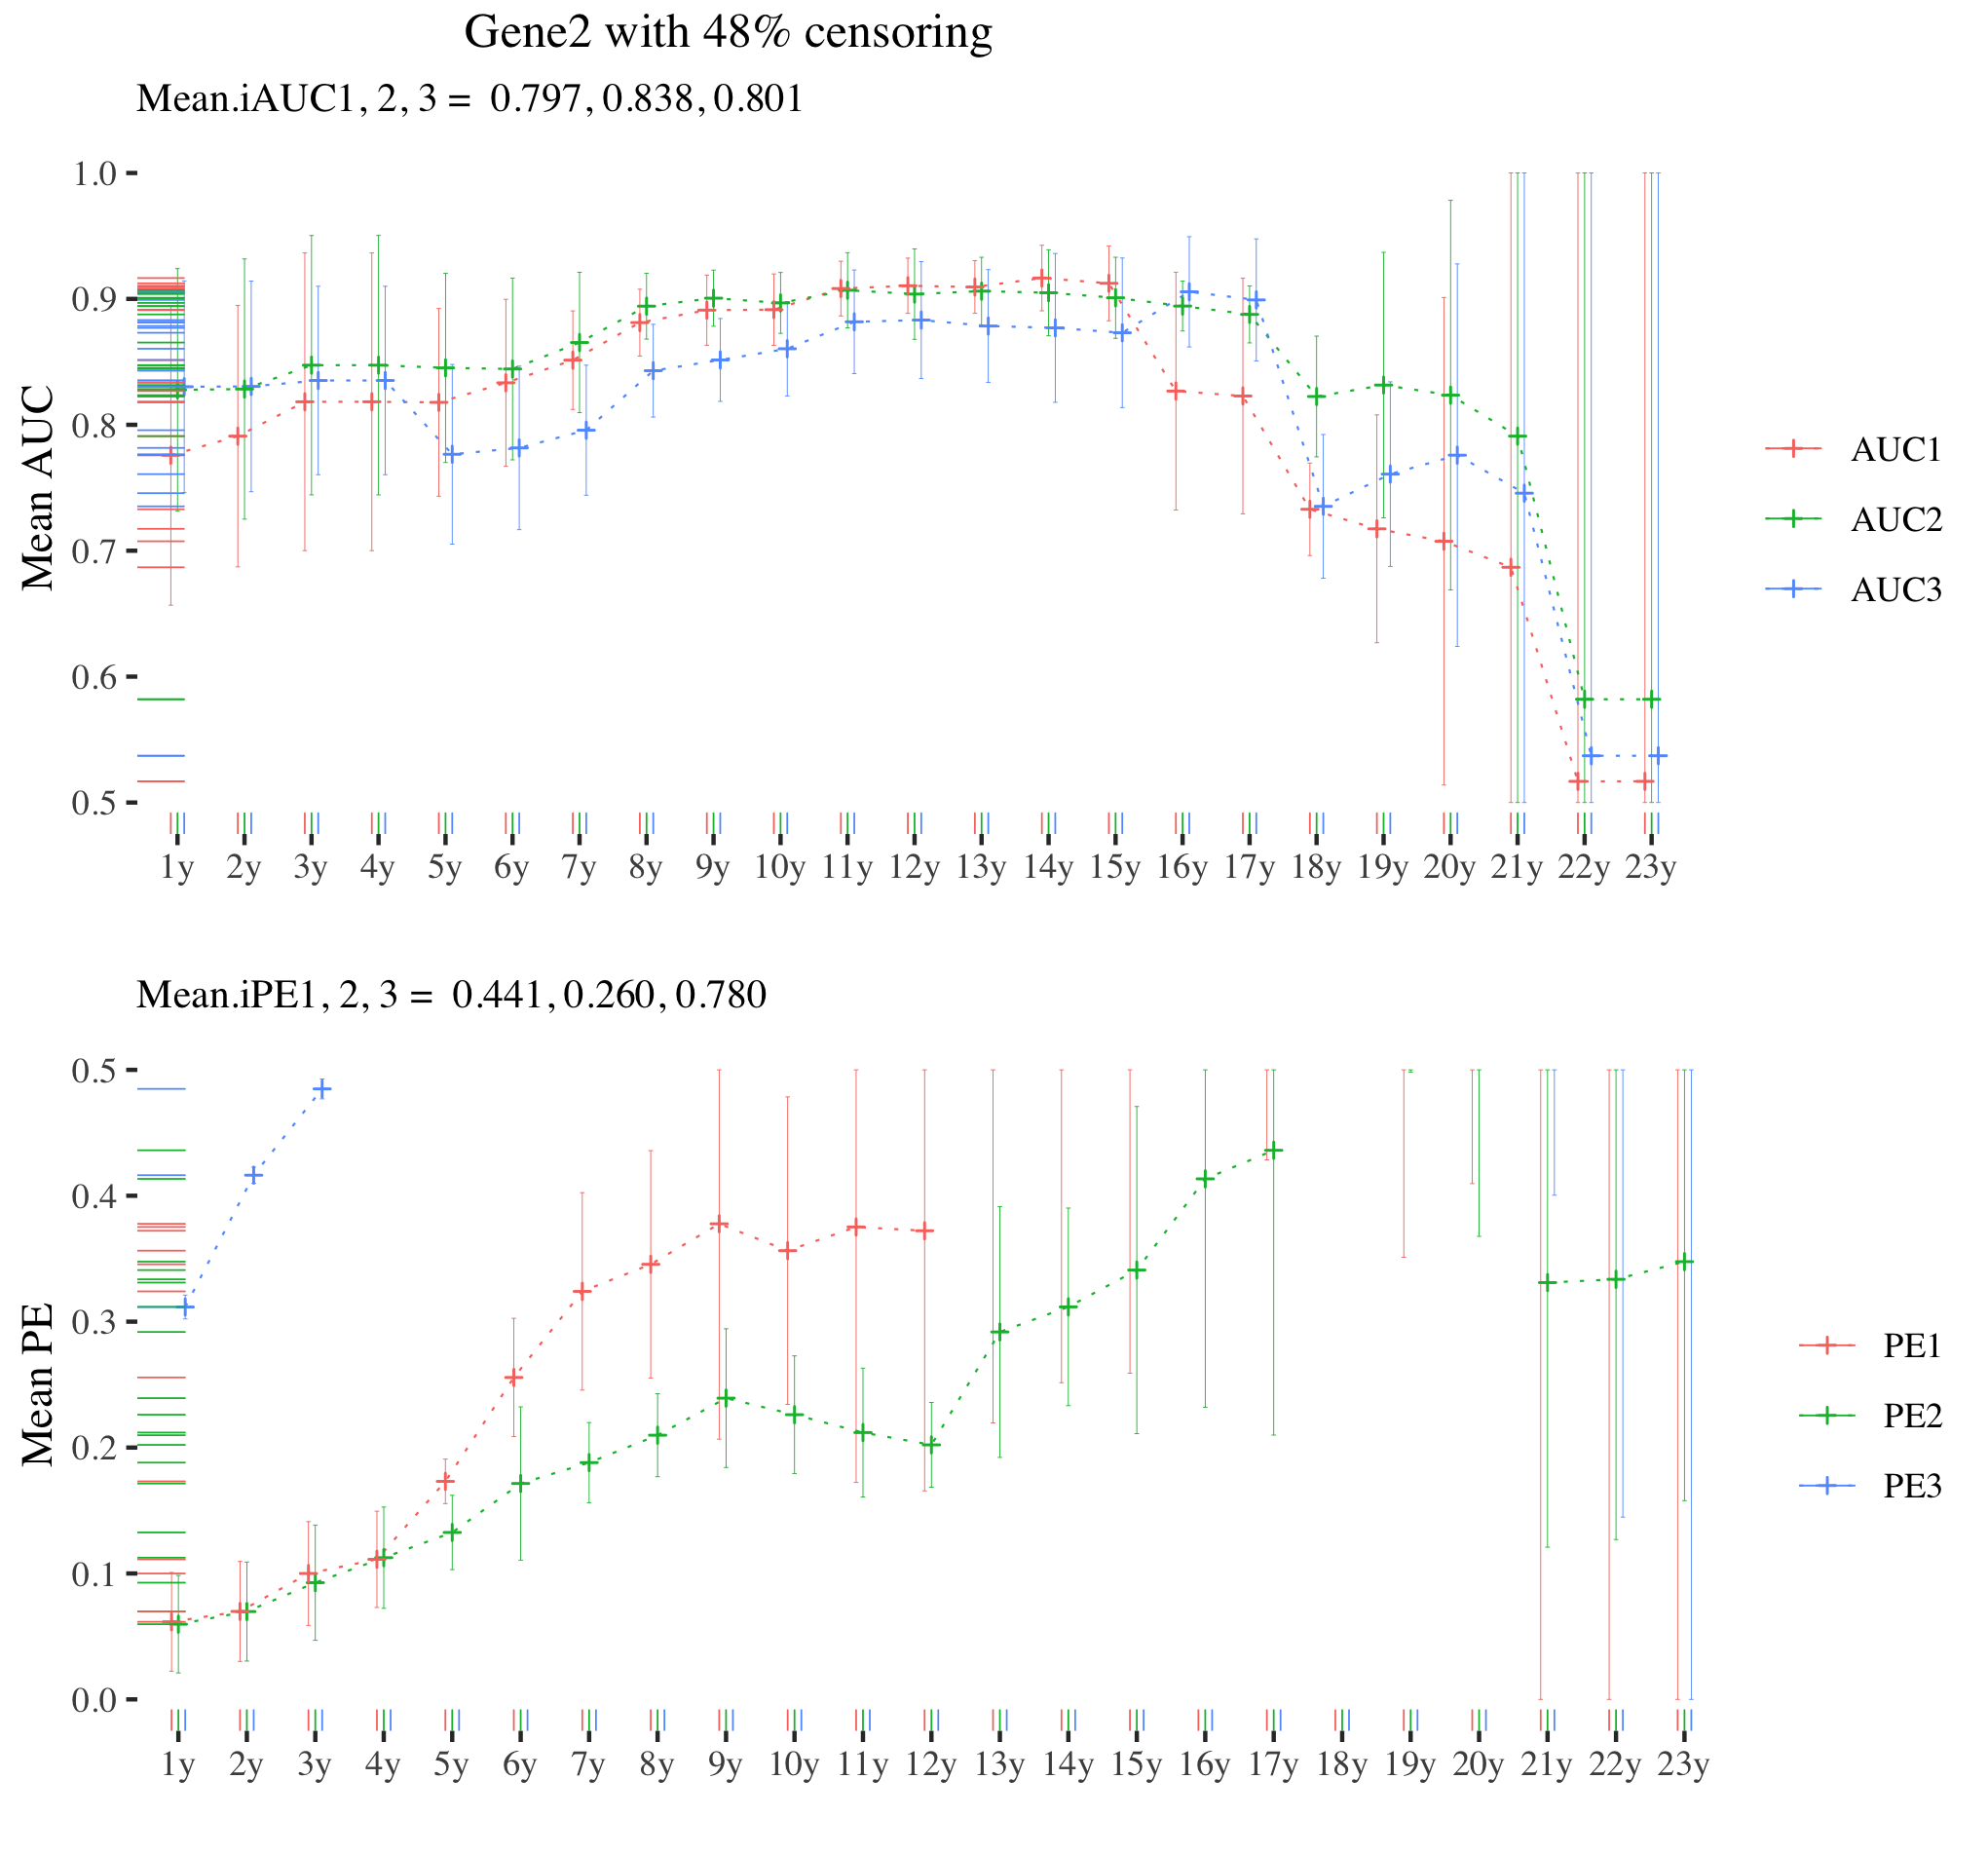 Gene2 with 48% censoring
Mean.iAUC1, 2, 3 = 0.797, 0.838, 0.801
Mean AUC
1.0
0.9
0.8
0.7
0.6
0.5
1y 2y 3y 4y 5y 6y 7y 8y 9y 10y 11y 12y 13y 14y 15y 16y 17y 18y 19y 20y 21y 22y 23y
AUC1
AUC2
AUC3
Mean.iPE1, 2, 3 = 0.441, 0.260, 0.780
Mean PE
0.5
0.4
0.3
0.2
0.1
0.0
1y 2y 3y 4y 5y 6y 7y 8y 9y 10y 11y 12y 13y 14y 15y 16y 17y 18y 19y 20y 21y 22y 23y
PE1
PE2
PE3